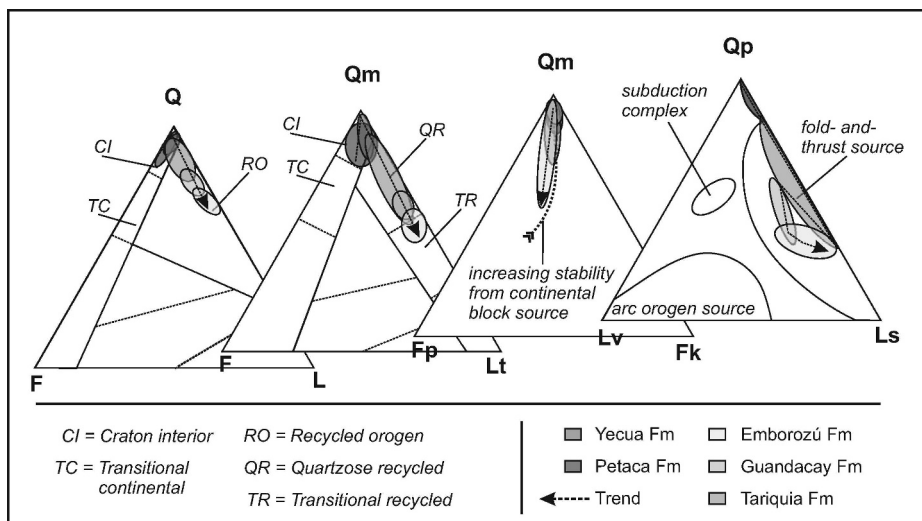 Q
CI
TC
RO
F
L
Qm
CI
TC
QR
TR
F
Lt
Qm
increasing stability
from continental
block source
Fp
Fk
Qp
subduction
complex
fold- and-
thrust source
arc orogen source
Lv
Ls
CI = Craton interior
TC = Transitional
continental
RO = Recycled orogen
QR = Quartzose recycled
TR = Transitional recycled
Yecua Fm
Petaca Fm
Trend
Emborozú Fm
Guandacay Fm
Tariquia Fm